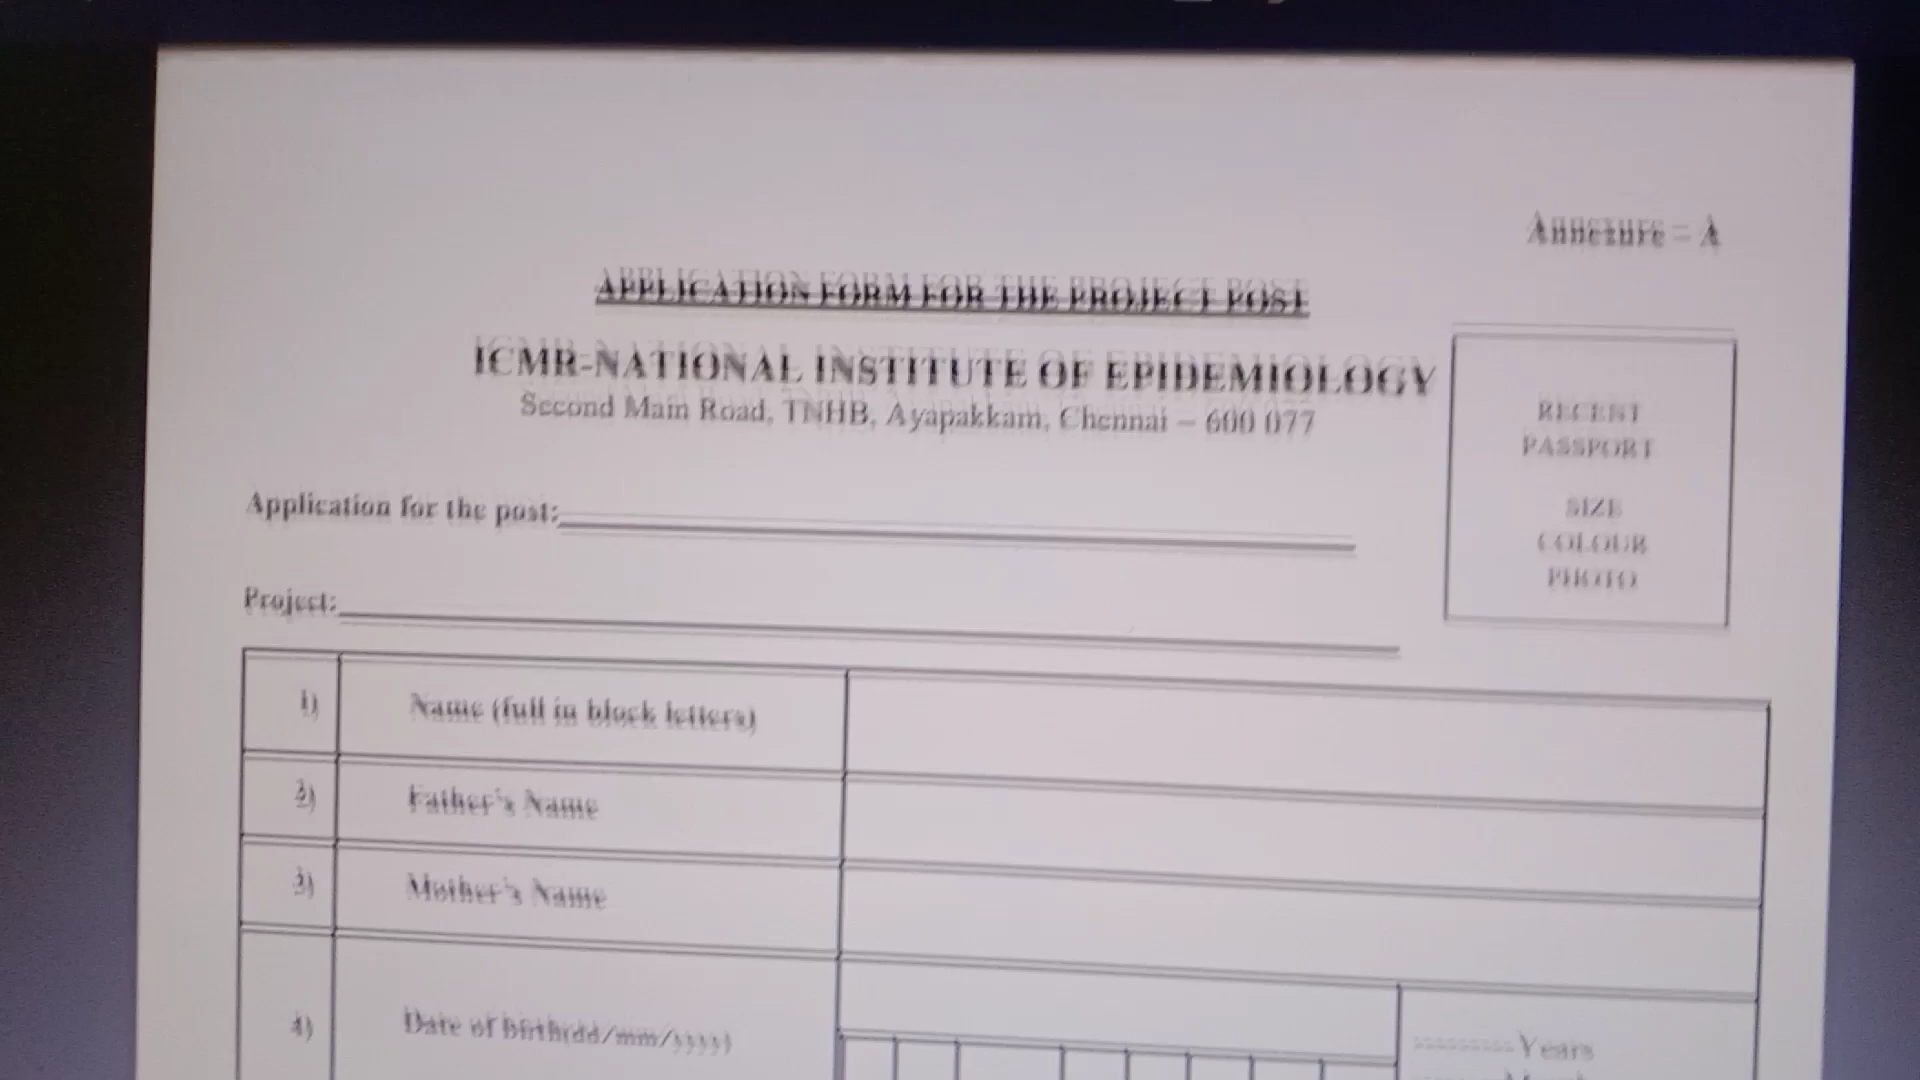 Annexure – A
APPLICATION FORM FOR THE PROJECT POST
ICMR-NATIONAL INSTITUTE OF EPIDEMIOLOGY
Second Main Road, TNHB, Ayapakkam, Chennai – 600 077
RECENT
PASSPORT
SIZE
COLOUR
PHOTO
Application for the post:
Project:
1) Name (full in block letters)
2) Father's Name
3) Mother's Name
4) Date of birth(dd/mm/yyyy)
Years